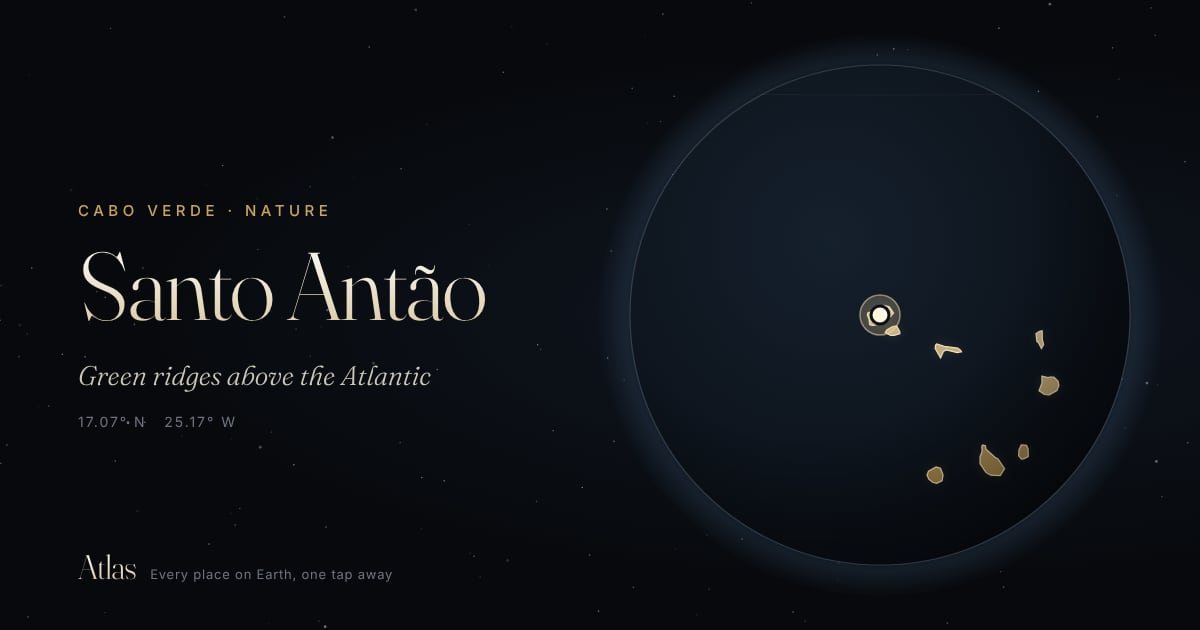 CABO VERDE · NATURE
Santo Antão
Green ridges above the Atlantic
17.07° N 25.17° W
Atlas Every place on Earth, one tap away